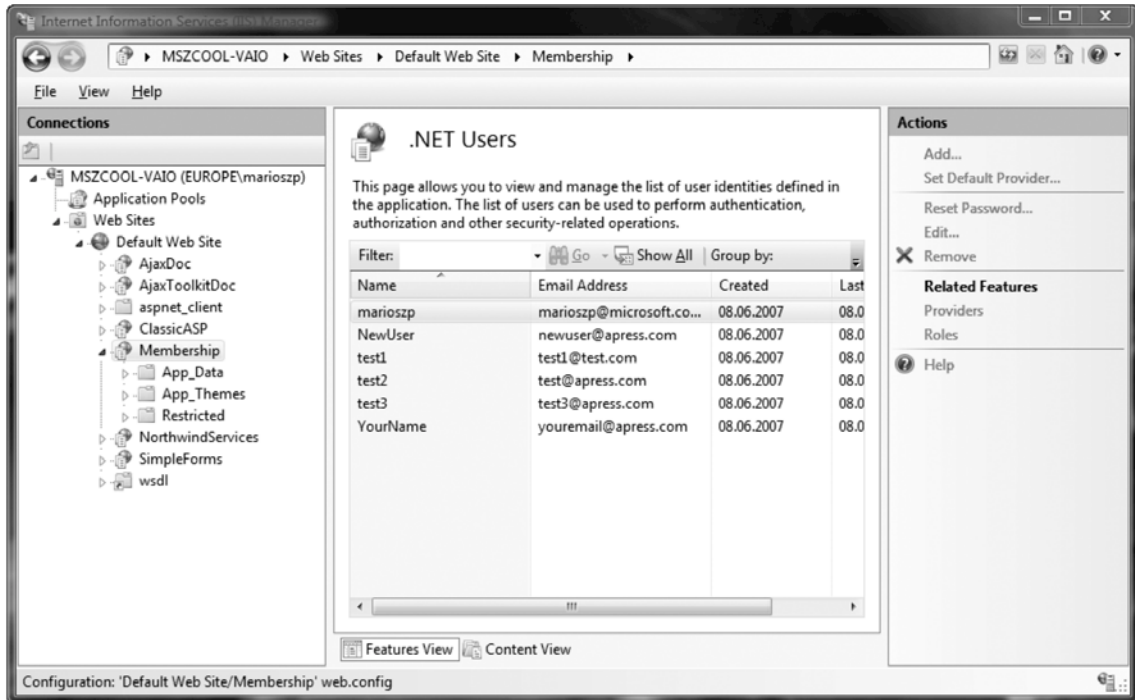 Internet Information Services (IIS) Manager
MSZCOOL-VAIO Web Sites Default Web Site Membership
File View Help
Connections
MSZCOOL-VAIO (EUROPE\marioszp)
Application Pools
Web Sites
Default Web Site
AjaxDoc
AjaxToolkitDoc
aspnet_client
ClassicASP
Membership
App_Data
App_Themes
Restricted
NorthwindServices
SimpleForms
wsdl
.NET Users
This page allows you to view and manage the list of user identities defined in
the application. The list of users can be used to perform authentication,
authorization and other security-related operations.
Filter: Go Show All Group by:
Name Email Address Created Last
marioszp marioszp@microsoft.co... 08.06.2007 08.0
NewUser newuser@apress.com 08.06.2007 08.0
test1 test1@test.com 08.06.2007 08.0
test2 test@apress.com 08.06.2007 08.0
test3 test3@apress.com 08.06.2007 08.0
YourName youremail@apress.com 08.06.2007 08.0
Features View Content View
Actions
Add...
Set Default Provider...
Reset Password...
Edit...
Remove
Related Features
Providers
Roles
Help
Configuration: 'Default Web Site/Membership' web.config